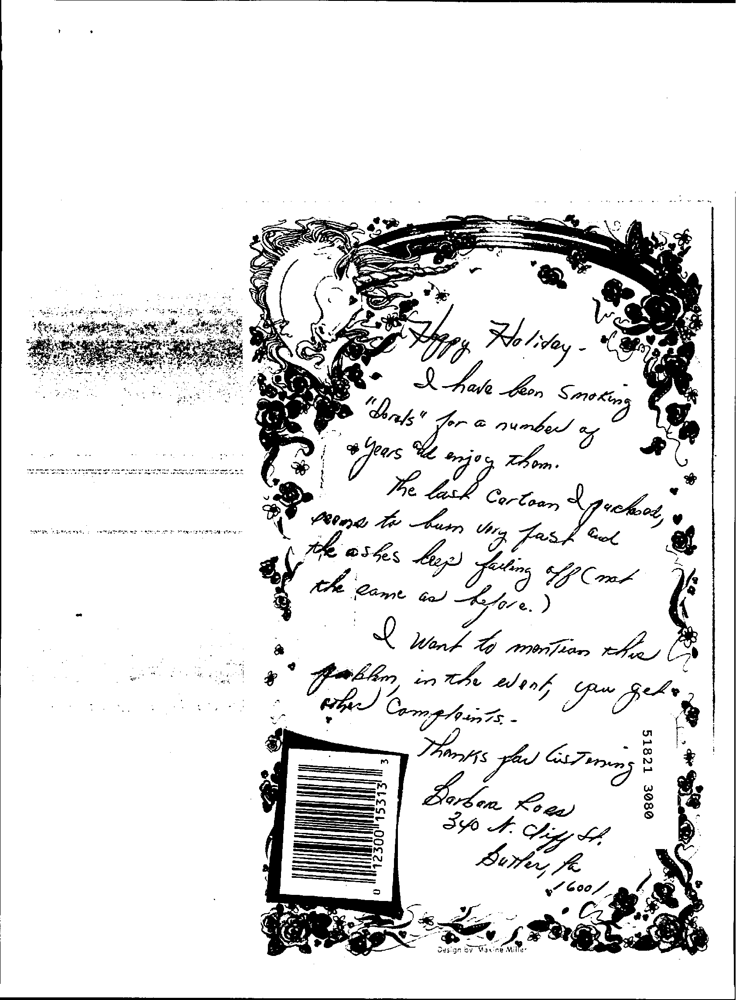 Happy Holiday -
I have been smoking
"Dorals" for a number of
years and enjoy them.
The last Cartoon I purchased,
seems to burn very fast and
the ashes keep falling off (not
the same as before.)
I want to mention this
problem, in the event, you get
other Complaints. -
Thanks for listening
Barbara Ross
340 N. Cliff St.
Butler, Pa
16001
0 12300 15313 3
51821 3080
Design by Maxine Miller